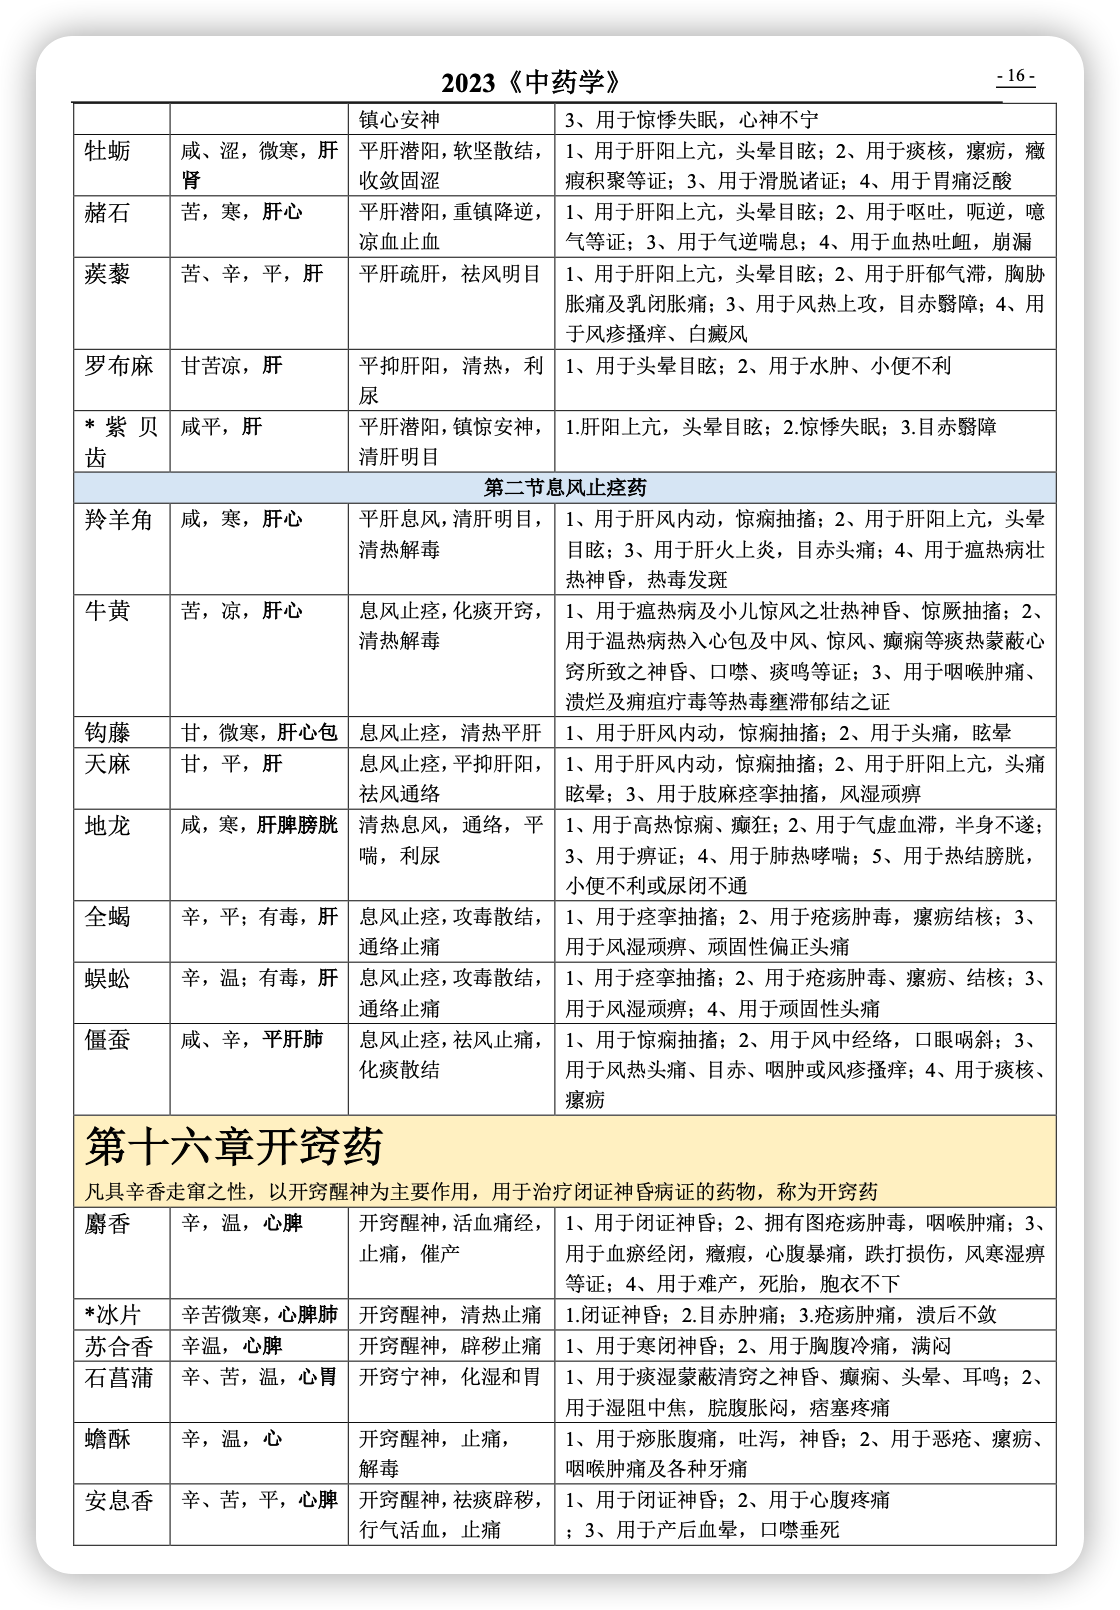 2023《中药学》
- 16 -
镇心安神
3、用于惊悸失眠，心神不宁
牡蛎
咸、涩，微寒，肝
肾
平肝潜阳，软坚散结，
收敛固涩
1、用于肝阳上亢，头晕目眩；2、用于痰核，瘰疬，癥
瘕积聚等证；3、用于滑脱诸证；4、用于胃痛泛酸
赭石
苦，寒，肝心
平肝潜阳，重镇降逆，
凉血止血
1、用于肝阳上亢，头晕目眩；2、用于呕吐，呃逆，噫
气等证；3、用于气逆喘息；4、用于血热吐衄，崩漏
蒺藜
苦、辛，平，肝
平肝疏肝，祛风明目
1、用于肝阳上亢，头晕目眩；2、用于肝郁气滞，胸胁
胀痛及乳闭胀痛；3、用于风热上攻，目赤翳障；4、用
于风疹搔痒、白癜风
罗布麻
甘苦凉，肝
平抑肝阳，清热，利
尿
1、用于头晕目眩；2、用于水肿、小便不利
* 紫 贝
齿
咸平，肝
平肝潜阳，镇惊安神，
清肝明目
1.肝阳上亢，头晕目眩；2.惊悸失眠；3.目赤翳障
第二节息风止痉药
羚羊角
咸，寒，肝心
平肝息风，清肝明目，
清热解毒
1、用于肝风内动，惊痫抽搐；2、用于肝阳上亢，头晕
目眩；3、用于肝火上炎，目赤头痛；4、用于瘟热病壮
热神昏，热毒发斑
牛黄
苦，凉，肝心
息风止痉，化痰开窍，
清热解毒
1、用于瘟热病及小儿惊风之壮热神昏、惊厥抽搐；2、
用于温热病热入心包及中风、惊风、癫痫等痰热蒙蔽心
窍所致之神昏、口噤、痰鸣等证；3、用于咽喉肿痛、
溃烂及痈疽疔毒等热毒壅滞郁结之证
钩藤
甘，微寒，肝心包
息风止痉，清热平肝
1、用于肝风内动，惊痫抽搐；2、用于头痛，眩晕
天麻
甘，平，肝
息风止痉，平抑肝阳，
祛风通络
1、用于肝风内动，惊痫抽搐；2、用于肝阳上亢，头痛
眩晕；3、用于肢麻痉挛抽搐，风湿顽痹
地龙
咸，寒，肝脾膀胱
清热息风，通络，平
喘，利尿
1、用于高热惊痫、癫狂；2、用于气虚血滞，半身不遂；
3、用于痹证；4、用于肺热哮喘；5、用于热结膀胱，
小便不利或尿闭不通
全蝎
辛，平；有毒，肝
息风止痉，攻毒散结，
通络止痛
1、用于痉挛抽搐；2、用于疮疡肿毒，瘰疬结核；3、
用于风湿顽痹、顽固性偏正头痛
蜈蚣
辛，温；有毒，肝
息风止痉，攻毒散结，
通络止痛
1、用于痉挛抽搐；2、用于疮疡肿毒、瘰疬、结核；3、
用于风湿顽痹；4、用于顽固性头痛
僵蚕
咸、辛，平肝肺
息风止痉，祛风止痛，
化痰散结
1、用于惊痫抽搐；2、用于风中经络，口眼㖞斜；3、
用于风热头痛、目赤、咽肿或风疹搔痒；4、用于痰核、
瘰疬
第十六章开窍药
凡具辛香走窜之性，以开窍醒神为主要作用，用于治疗闭证神昏病证的药物，称为开窍药
麝香
辛，温，心脾
开窍醒神，活血痛经，
止痛，催产
1、用于闭证神昏；2、拥有图疮疡肿毒，咽喉肿痛；3、
用于血瘀经闭，癥瘕，心腹暴痛，跌打损伤，风寒湿痹
等证；4、用于难产，死胎，胞衣不下
*冰片
辛苦微寒，心脾肺
开窍醒神，清热止痛
1.闭证神昏；2.目赤肿痛；3.疮疡肿痛，溃后不敛
苏合香
辛温，心脾
开窍醒神，辟秽止痛
1、用于寒闭神昏；2、用于胸腹冷痛，满闷
石菖蒲
辛、苦，温，心胃
开窍宁神，化湿和胃
1、用于痰湿蒙蔽清窍之神昏、癫痫、头晕、耳鸣；2、
用于湿阻中焦，脘腹胀闷，痞塞疼痛
蟾酥
辛，温，心
开窍醒神，止痛，
解毒
1、用于痧胀腹痛，吐泻，神昏；2、用于恶疮、瘰疬、
咽喉肿痛及各种牙痛
安息香
辛、苦，平，心脾
开窍醒神，祛痰辟秽，
行气活血，止痛
1、用于闭证神昏；2、用于心腹疼痛
；3、用于产后血晕，口噤垂死